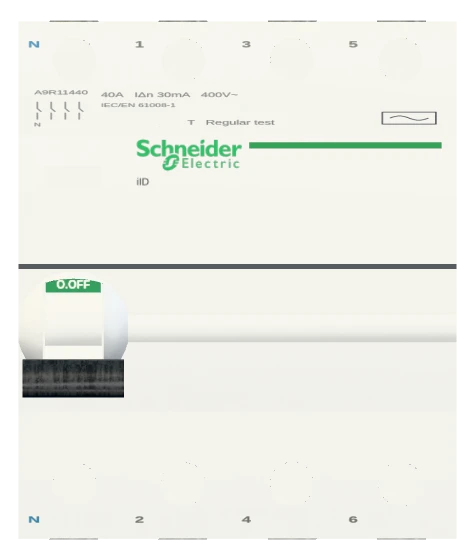 N 1 3 5
A9R11440 40A IΔn 30mA 400V~
IEC/EN 61008-1
N T Regular test
Schneider
Electric
iID
O.OFF
N 2 4 6